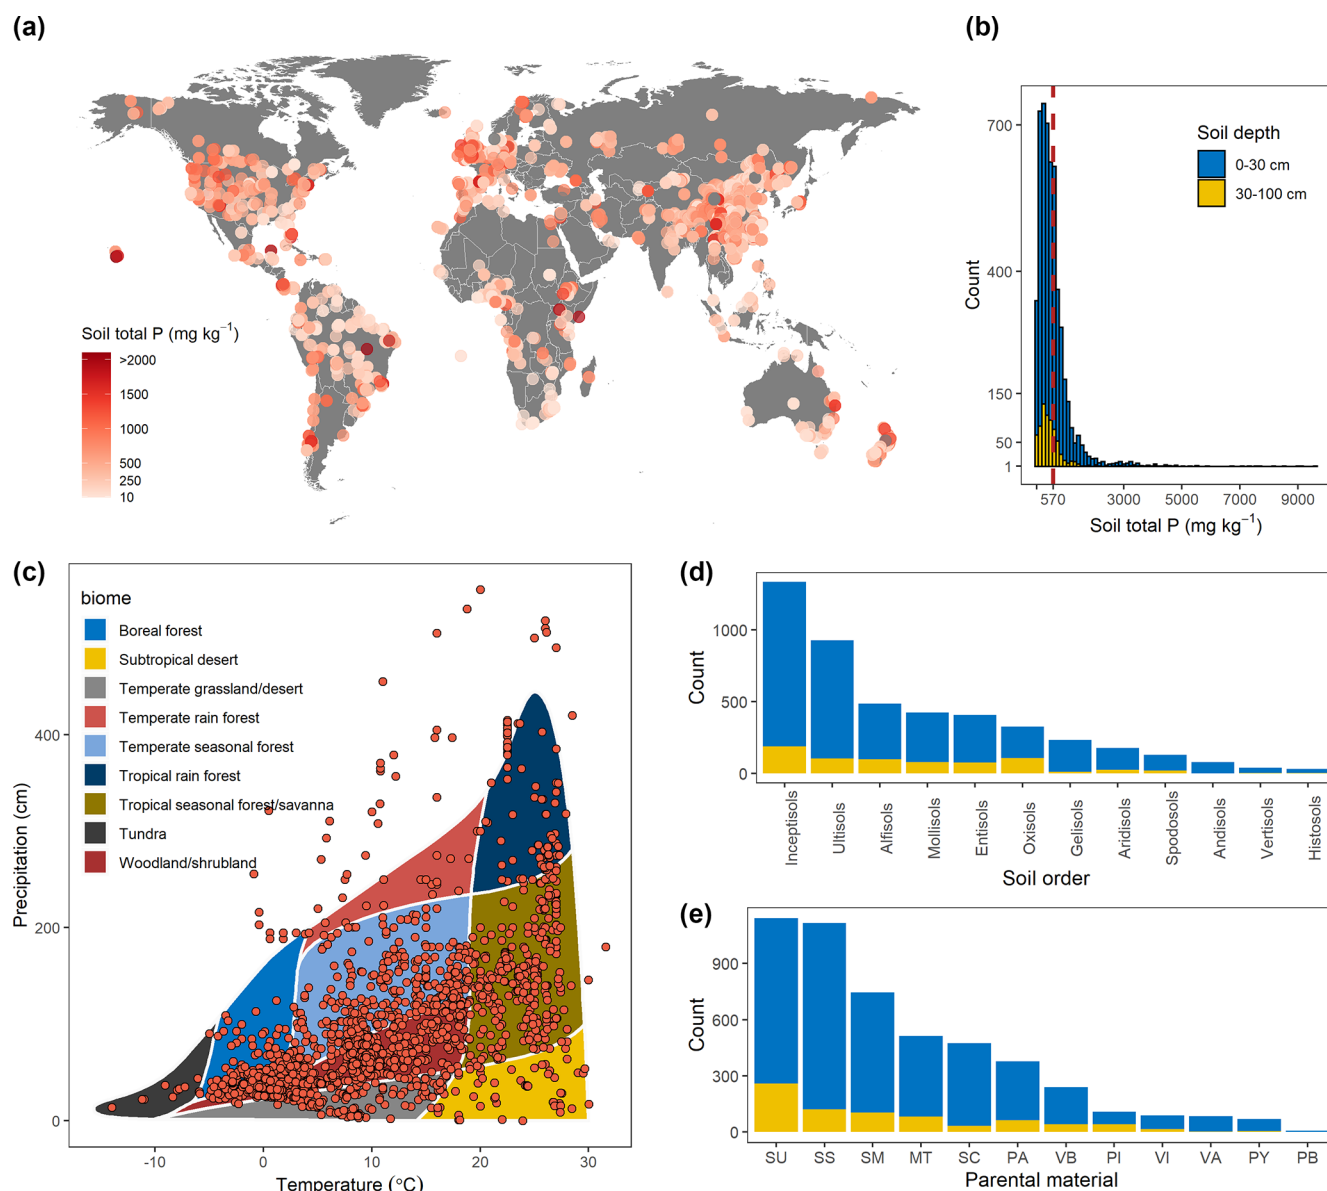 (a)
Soil total P (mg kg⁻¹)
>2000
1500
1000
500
250
10
(b)
Count
700
400
150
50
1
Soil depth
0-30 cm
30-100 cm
570
3000
5000
7000
9000
Soil total P (mg kg⁻¹)
(c)
Precipitation (cm)
400
200
0
biome
Boreal forest
Subtropical desert
Temperate grassland/desert
Temperate rain forest
Temperate seasonal forest
Tropical rain forest
Tropical seasonal forest/savanna
Tundra
Woodland/shrubland
-10
0
10
20
30
Temperature (°C)
(d)
Count
1000
500
0
Inceptisols
Ultisols
Alfisols
Mollisols
Entisols
Oxisols
Gelisols
Aridisols
Spodosols
Andisols
Vertisols
Histosols
Soil order
(e)
Count
900
600
300
0
SU
SS
SM
MT
SC
PA
VB
PI
VI
VA
PY
PB
Parental material